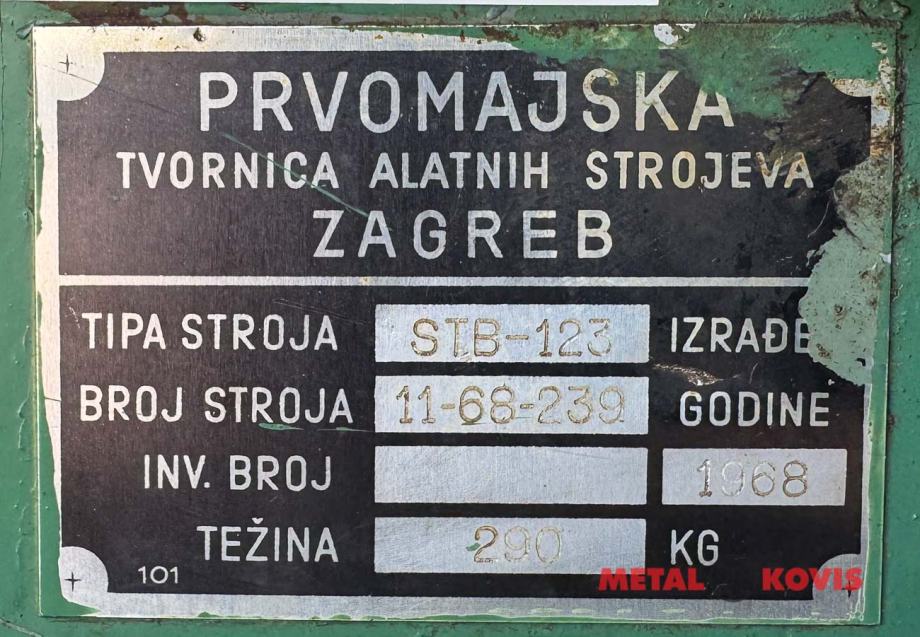 PRVOMAJSKA
TVORNICA ALATNIH STROJEVA
ZAGREB
TIPA STROJA STB-123 IZRAĐE
BROJ STROJA 11-68-239 GODINE
INV. BROJ 1968
TEŽINA 290 KG
101
METAL KOVIS